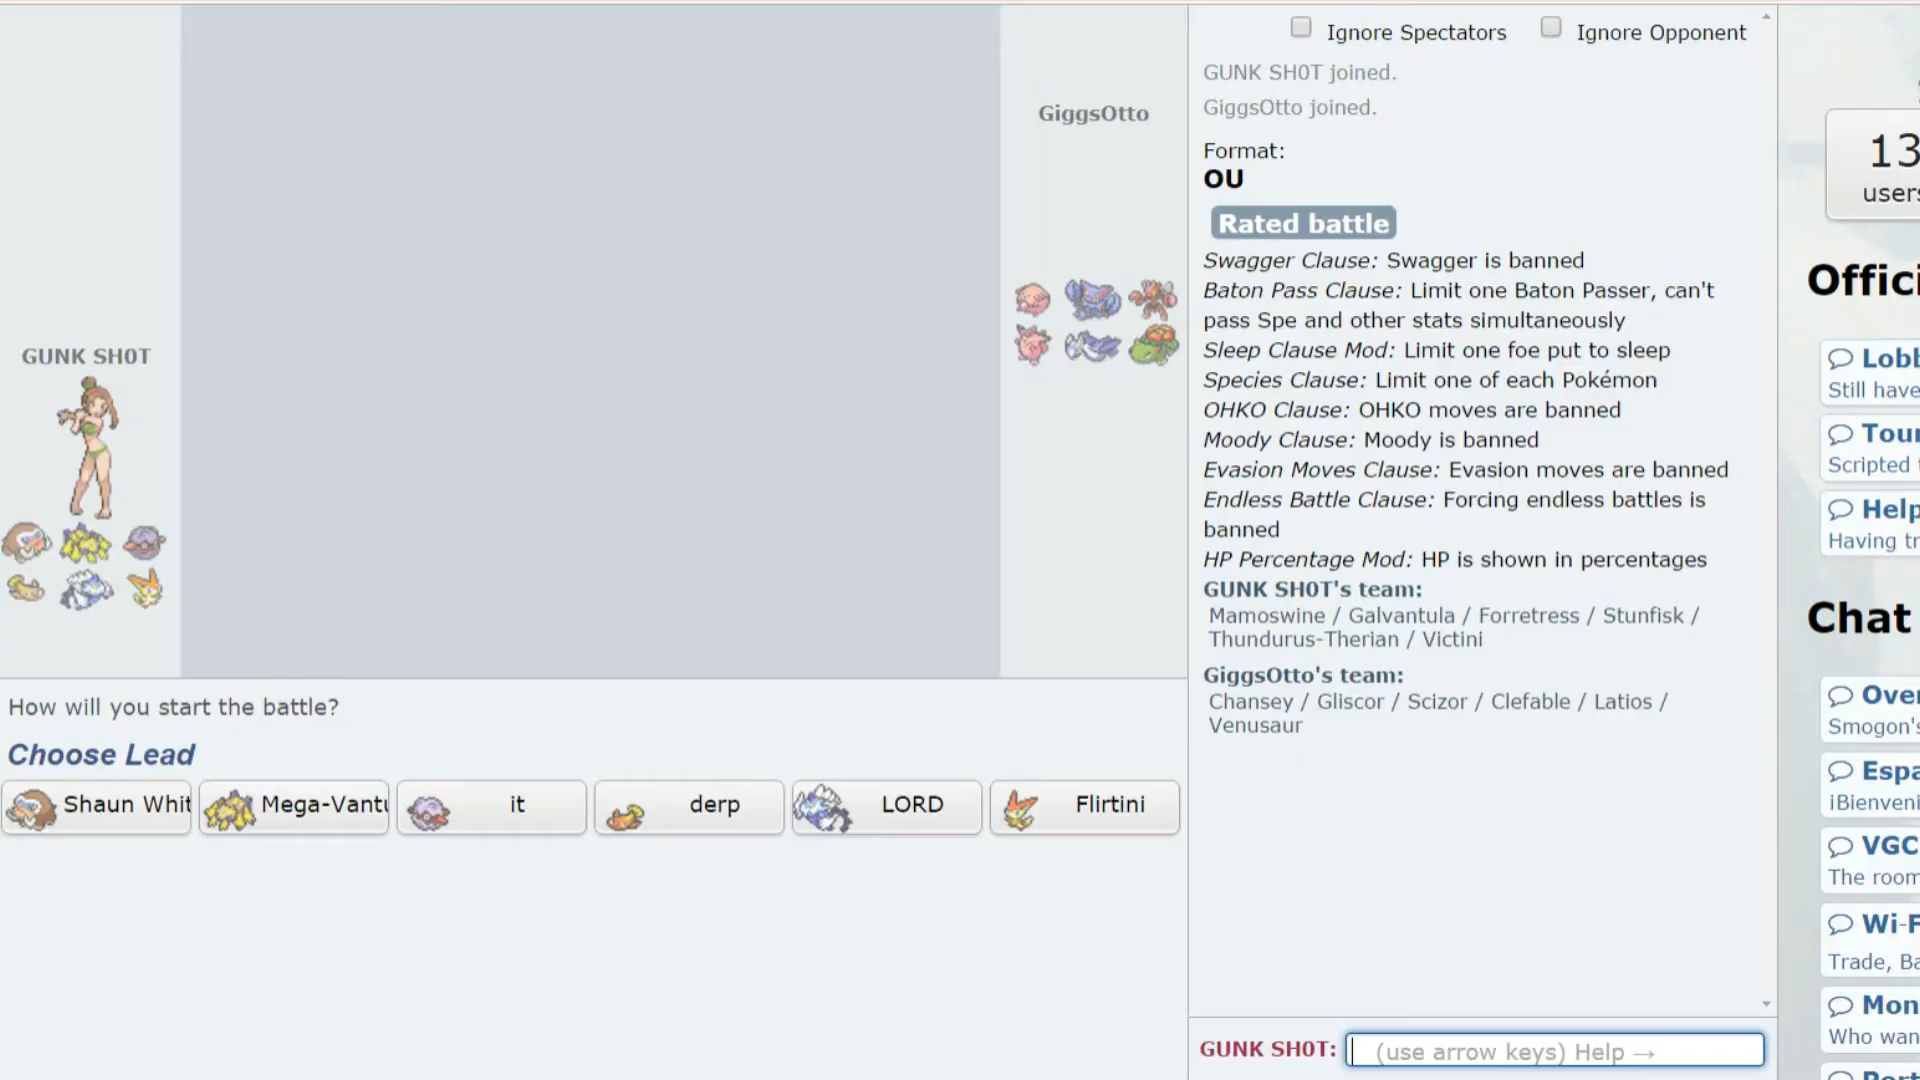 Ignore Spectators
Ignore Opponent
GUNK SH0T joined.
GiggsOtto joined.
Format:
OU
Rated battle
Swagger Clause: Swagger is banned
Baton Pass Clause: Limit one Baton Passer, can't
pass Spe and other stats simultaneously
Sleep Clause Mod: Limit one foe put to sleep
Species Clause: Limit one of each Pokémon
OHKO Clause: OHKO moves are banned
Moody Clause: Moody is banned
Evasion Moves Clause: Evasion moves are banned
Endless Battle Clause: Forcing endless battles is
banned
HP Percentage Mod: HP is shown in percentages
GUNK SH0T's team:
Mamoswine / Galvantula / Forretress / Stunfisk /
Thundurus-Therian / Victini
GiggsOtto's team:
Chansey / Gliscor / Scizor / Clefable / Latios /
Venusaur
GUNK SH0T: (use arrow keys) Help →
GiggsOtto
GUNK SH0T
How will you start the battle?
Choose Lead
Shaun Whit
Mega-Vantu
it
derp
LORD
Flirtini
13
users
Offici
Lobb
Still have
Tour
Scripted
Help
Having tr
Chat
Over
Smogon's
Espa
¡Bienveni
VGC
The room
Wi-F
Trade, Ba
Mon
Who wan